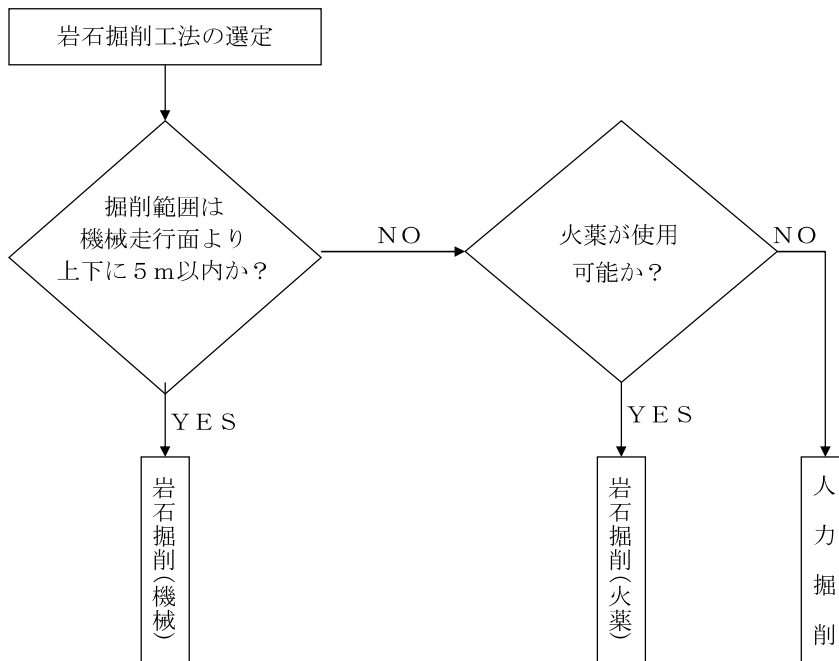 岩石掘削工法の選定
掘削範囲は
機械走行面より
上下に５ｍ以内か？
ＮＯ
火薬が使用
可能か？
ＮＯ
ＹＥＳ
ＹＥＳ
岩石掘削(機械)
岩石掘削(火薬)
人力掘削